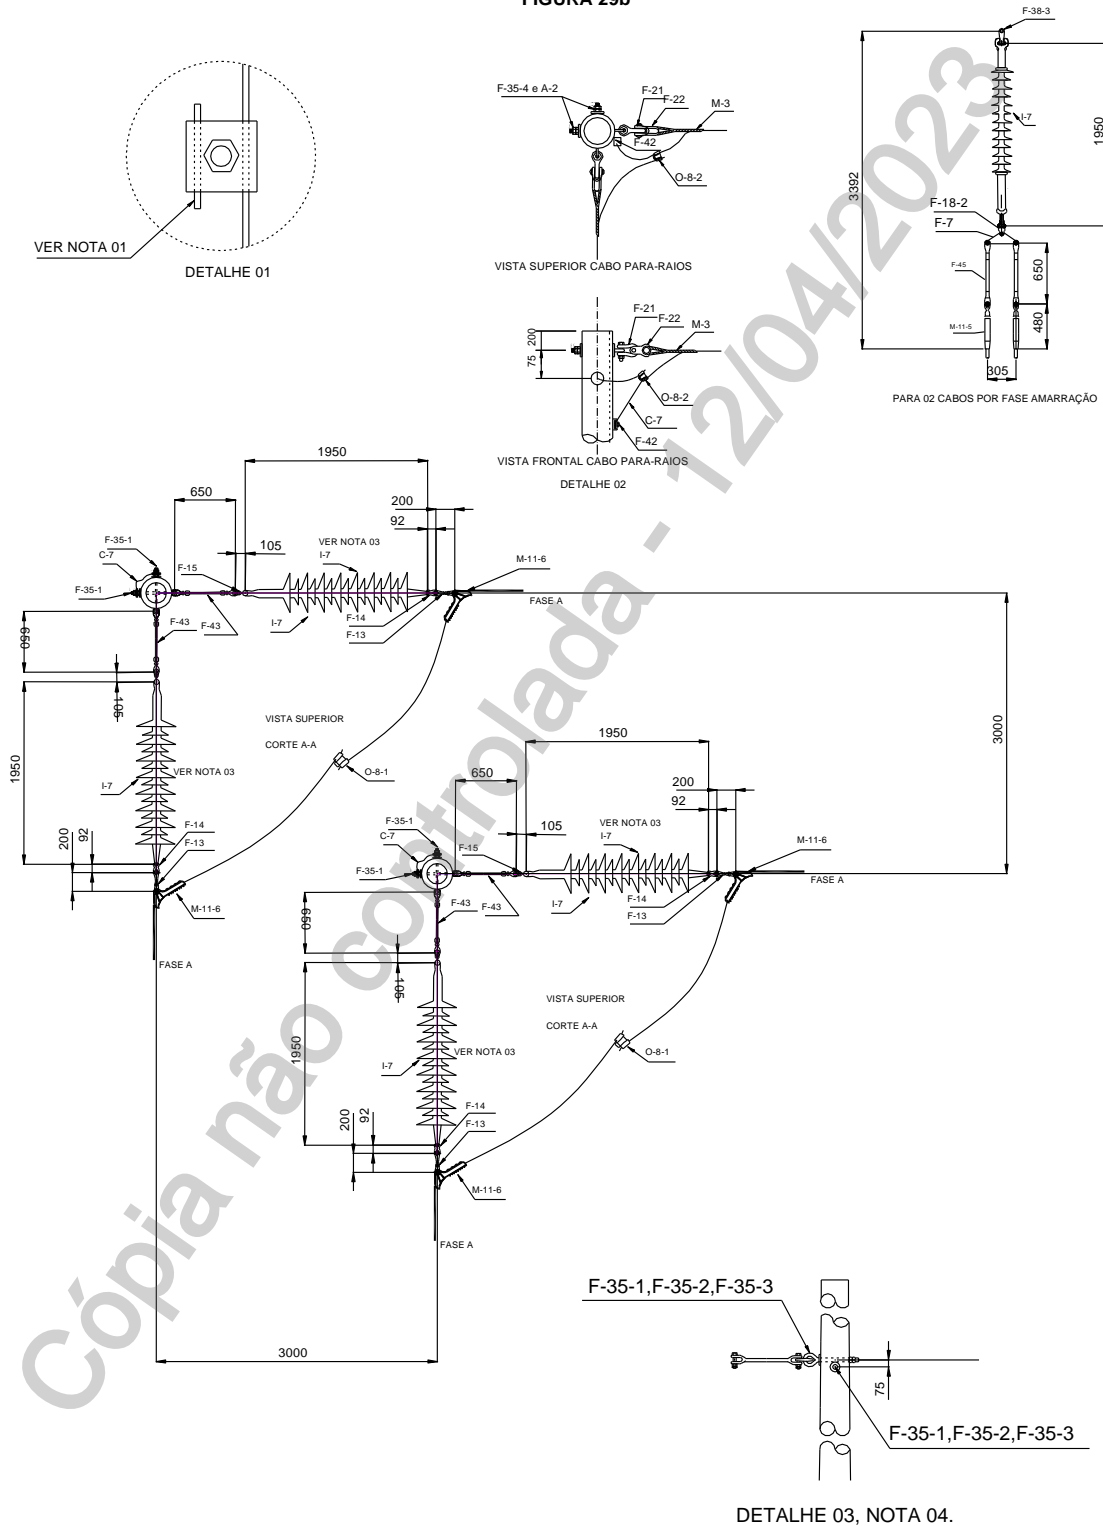 FIGURA 29b
VER NOTA 01
DETALHE 01
F-35-4 e A-2
F-21
F-22
M-3
F-42
O-8-2
VISTA SUPERIOR CABO PARA-RAIOS
200
75
F-21
F-22
M-3
O-8-2
C-7
F-42
VISTA FRONTAL CABO PARA-RAIOS
DETALHE 02
F-38-3
1950
I-7
3392
F-18-2
F-7
F-45
650
M-11-5
480
305
PARA 02 CABOS POR FASE AMARRAÇÃO
1950
650
200
92
105
F-35-1
C-7
F-35-1
F-15
VER NOTA 03
I-7
M-11-6
FASE A
F-43
F-43
I-7
F-14
F-13
650
105
1950
VISTA SUPERIOR
CORTE A-A
VER NOTA 03
I-7
O-8-1
F-14
F-13
200
92
M-11-6
FASE A
3000
1950
650
200
92
105
F-35-1
C-7
F-35-1
F-15
VER NOTA 03
I-7
M-11-6
FASE A
F-43
F-43
I-7
F-14
F-13
650
105
1950
VISTA SUPERIOR
CORTE A-A
VER NOTA 03
I-7
O-8-1
F-14
F-13
200
92
M-11-6
FASE A
3000
F-35-1,F-35-2,F-35-3
75
F-35-1,F-35-2,F-35-3
DETALHE 03, NOTA 04.
Cópia não controlada - 12/04/2023